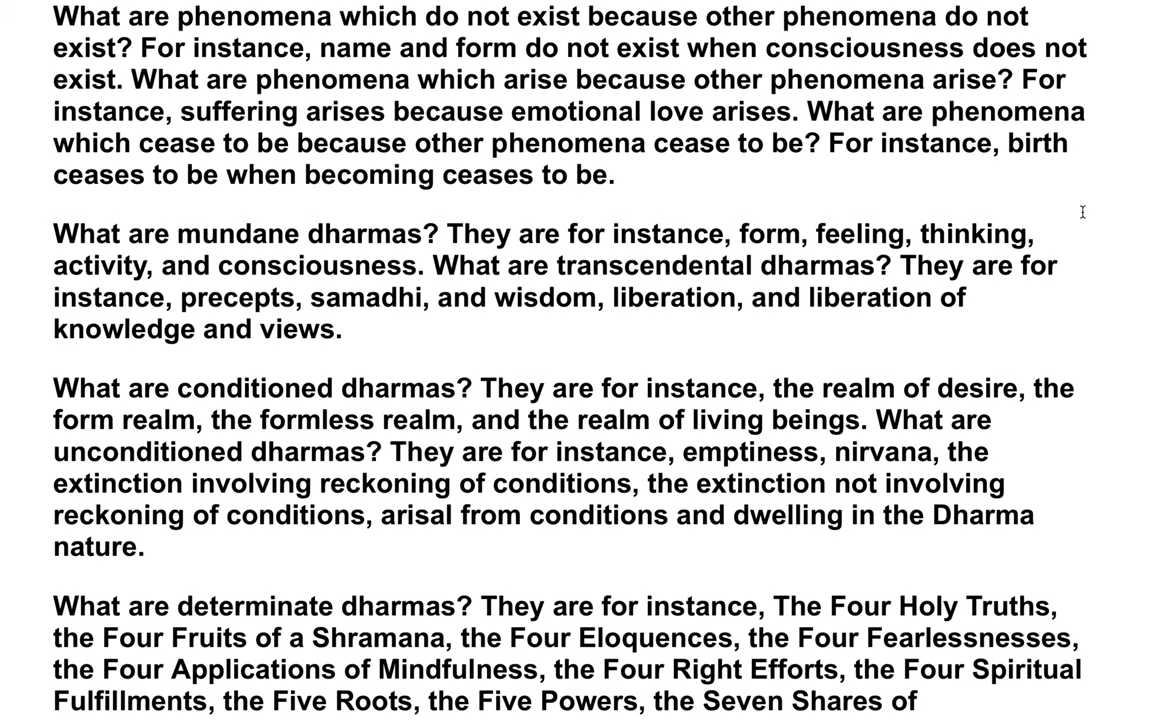 What are phenomena which do not exist because other phenomena do not
exist? For instance, name and form do not exist when consciousness does not
exist. What are phenomena which arise because other phenomena arise? For
instance, suffering arises because emotional love arises. What are phenomena
which cease to be because other phenomena cease to be? For instance, birth
ceases to be when becoming ceases to be.
What are mundane dharmas? They are for instance, form, feeling, thinking,
activity, and consciousness. What are transcendental dharmas? They are for
instance, precepts, samadhi, and wisdom, liberation, and liberation of
knowledge and views.
What are conditioned dharmas? They are for instance, the realm of desire, the
form realm, the formless realm, and the realm of living beings. What are
unconditioned dharmas? They are for instance, emptiness, nirvana, the
extinction involving reckoning of conditions, the extinction not involving
reckoning of conditions, arisal from conditions and dwelling in the Dharma
nature.
What are determinate dharmas? They are for instance, The Four Holy Truths,
the Four Fruits of a Shramana, the Four Eloquences, the Four Fearlessnesses,
the Four Applications of Mindfulness, the Four Right Efforts, the Four Spiritual
Fulfillments, the Five Roots, the Five Powers, the Seven Shares of